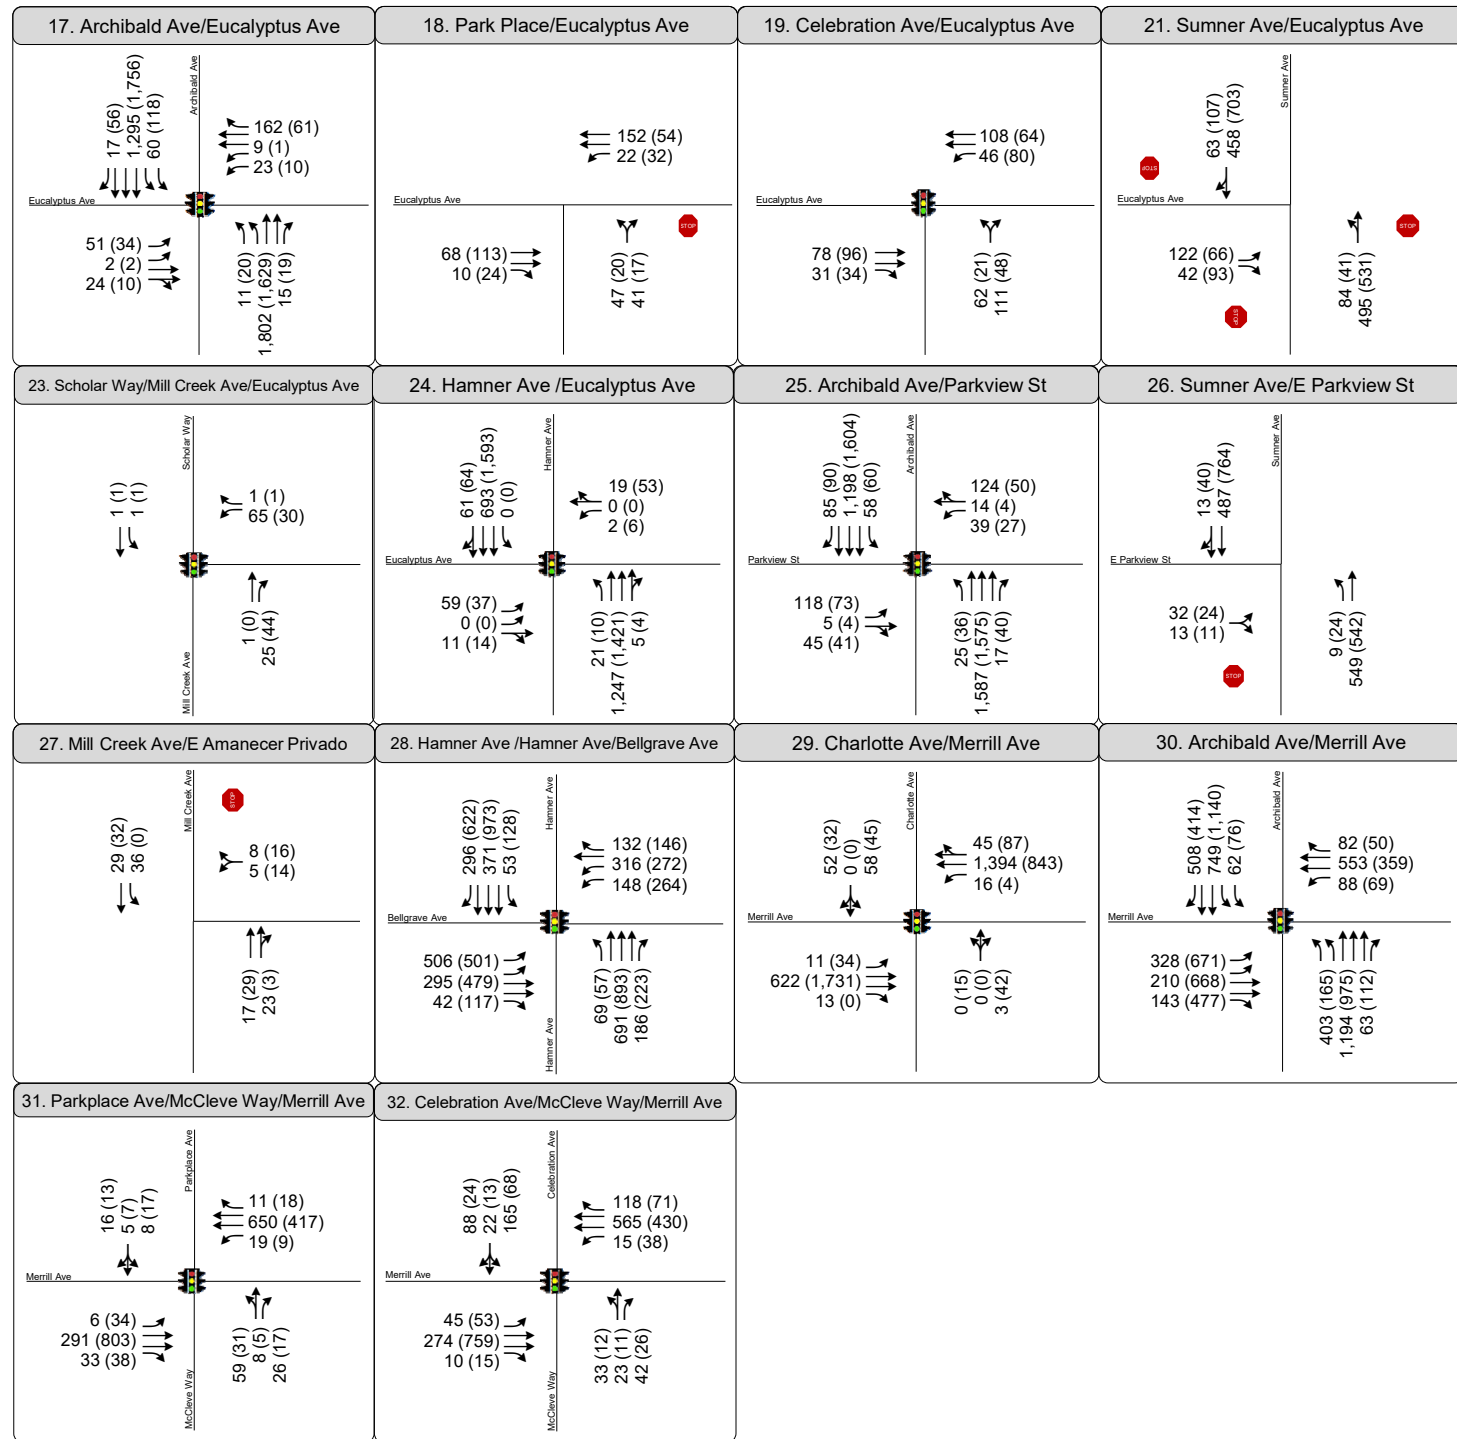 17. Archibald Ave/Eucalyptus Ave
Archibald Ave
17 (56)
1,295 (1,756)
60 (118)
162 (61)
9 (1)
23 (10)
Eucalyptus Ave
51 (34)
2 (2)
24 (10)
11 (20)
1,802 (1,629)
15 (19)
18. Park Place/Eucalyptus Ave
152 (54)
22 (32)
68 (113)
10 (24)
47 (20)
41 (17)
STOP
19. Celebration Ave/Eucalyptus Ave
108 (64)
46 (80)
78 (96)
31 (34)
62 (21)
111 (48)
21. Sumner Ave/Eucalyptus Ave
Sumner Ave
63 (107)
458 (703)
STOP
Eucalyptus Ave
122 (66)
42 (93)
STOP
84 (41)
495 (531)
STOP
23. Scholar Way/Mill Creek Ave/Eucalyptus Ave
Scholar Way
1 (1)
1 (1)
1 (1)
65 (30)
1 (0)
25 (44)
Mill Creek Ave
24. Hamner Ave /Eucalyptus Ave
Hamner Ave
61 (64)
693 (1,593)
0 (0)
19 (53)
0 (0)
2 (6)
Eucalyptus Ave
59 (37)
0 (0)
11 (14)
21 (10)
1,247 (1,421)
5 (4)
25. Archibald Ave/Parkview St
Archibald Ave
85 (90)
1,198 (1,604)
58 (60)
124 (50)
14 (4)
39 (27)
Parkview St
118 (73)
5 (4)
45 (41)
25 (36)
1,587 (1,575)
17 (40)
26. Sumner Ave/E Parkview St
Sumner Ave
13 (40)
487 (764)
E Parkview St
32 (24)
13 (11)
STOP
9 (24)
549 (542)
27. Mill Creek Ave/E Amanecer Privado
Mill Creek Ave
STOP
29 (32)
36 (0)
8 (16)
5 (14)
17 (29)
23 (3)
28. Hamner Ave /Hamner Ave/Bellgrave Ave
Hamner Ave
296 (622)
371 (973)
53 (128)
132 (146)
316 (272)
148 (264)
Bellgrave Ave
506 (501)
295 (479)
42 (117)
69 (57)
691 (893)
186 (223)
Hamner Ave
29. Charlotte Ave/Merrill Ave
Charlotte Ave
52 (32)
0 (0)
58 (45)
45 (87)
1,394 (843)
16 (4)
Merrill Ave
11 (34)
622 (1,731)
13 (0)
0 (15)
0 (0)
3 (42)
30. Archibald Ave/Merrill Ave
Archibald Ave
508 (414)
749 (1,140)
62 (76)
82 (50)
553 (359)
88 (69)
Merrill Ave
328 (671)
210 (668)
143 (477)
403 (165)
1,194 (975)
63 (112)
31. Parkplace Ave/McCleve Way/Merrill Ave
Parkplace Ave
16 (13)
5 (7)
8 (17)
11 (18)
650 (417)
19 (9)
Merrill Ave
6 (34)
291 (803)
33 (38)
59 (31)
8 (5)
26 (17)
McCleve Way
32. Celebration Ave/McCleve Way/Merrill Ave
Celebration Ave
88 (24)
22 (13)
165 (68)
118 (71)
565 (430)
15 (38)
Merrill Ave
45 (53)
274 (759)
10 (15)
33 (12)
23 (11)
42 (26)
McCleve Way